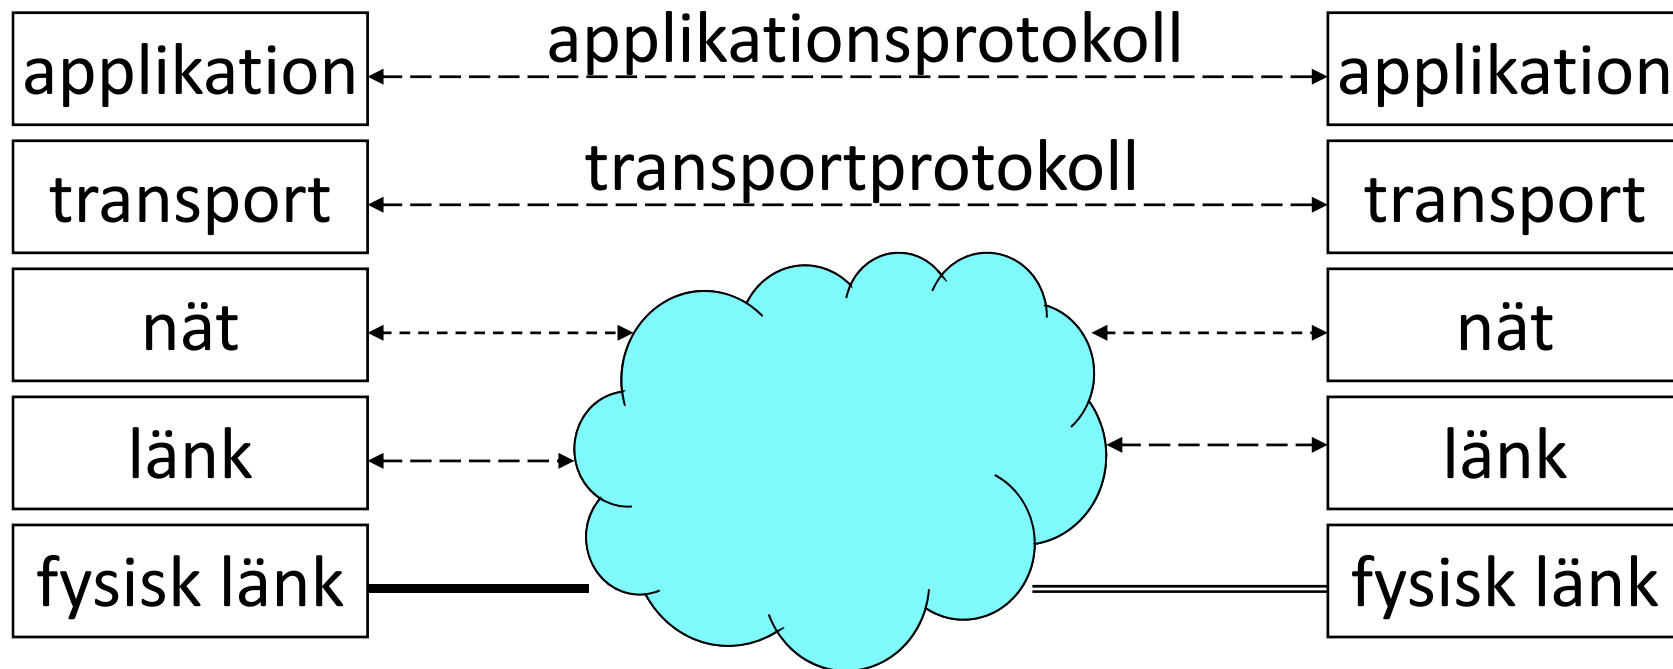 applikation
applikationsprotokoll
applikation
transport
transportprotokoll
transport
nät
nät
länk
länk
fysisk länk
fysisk länk